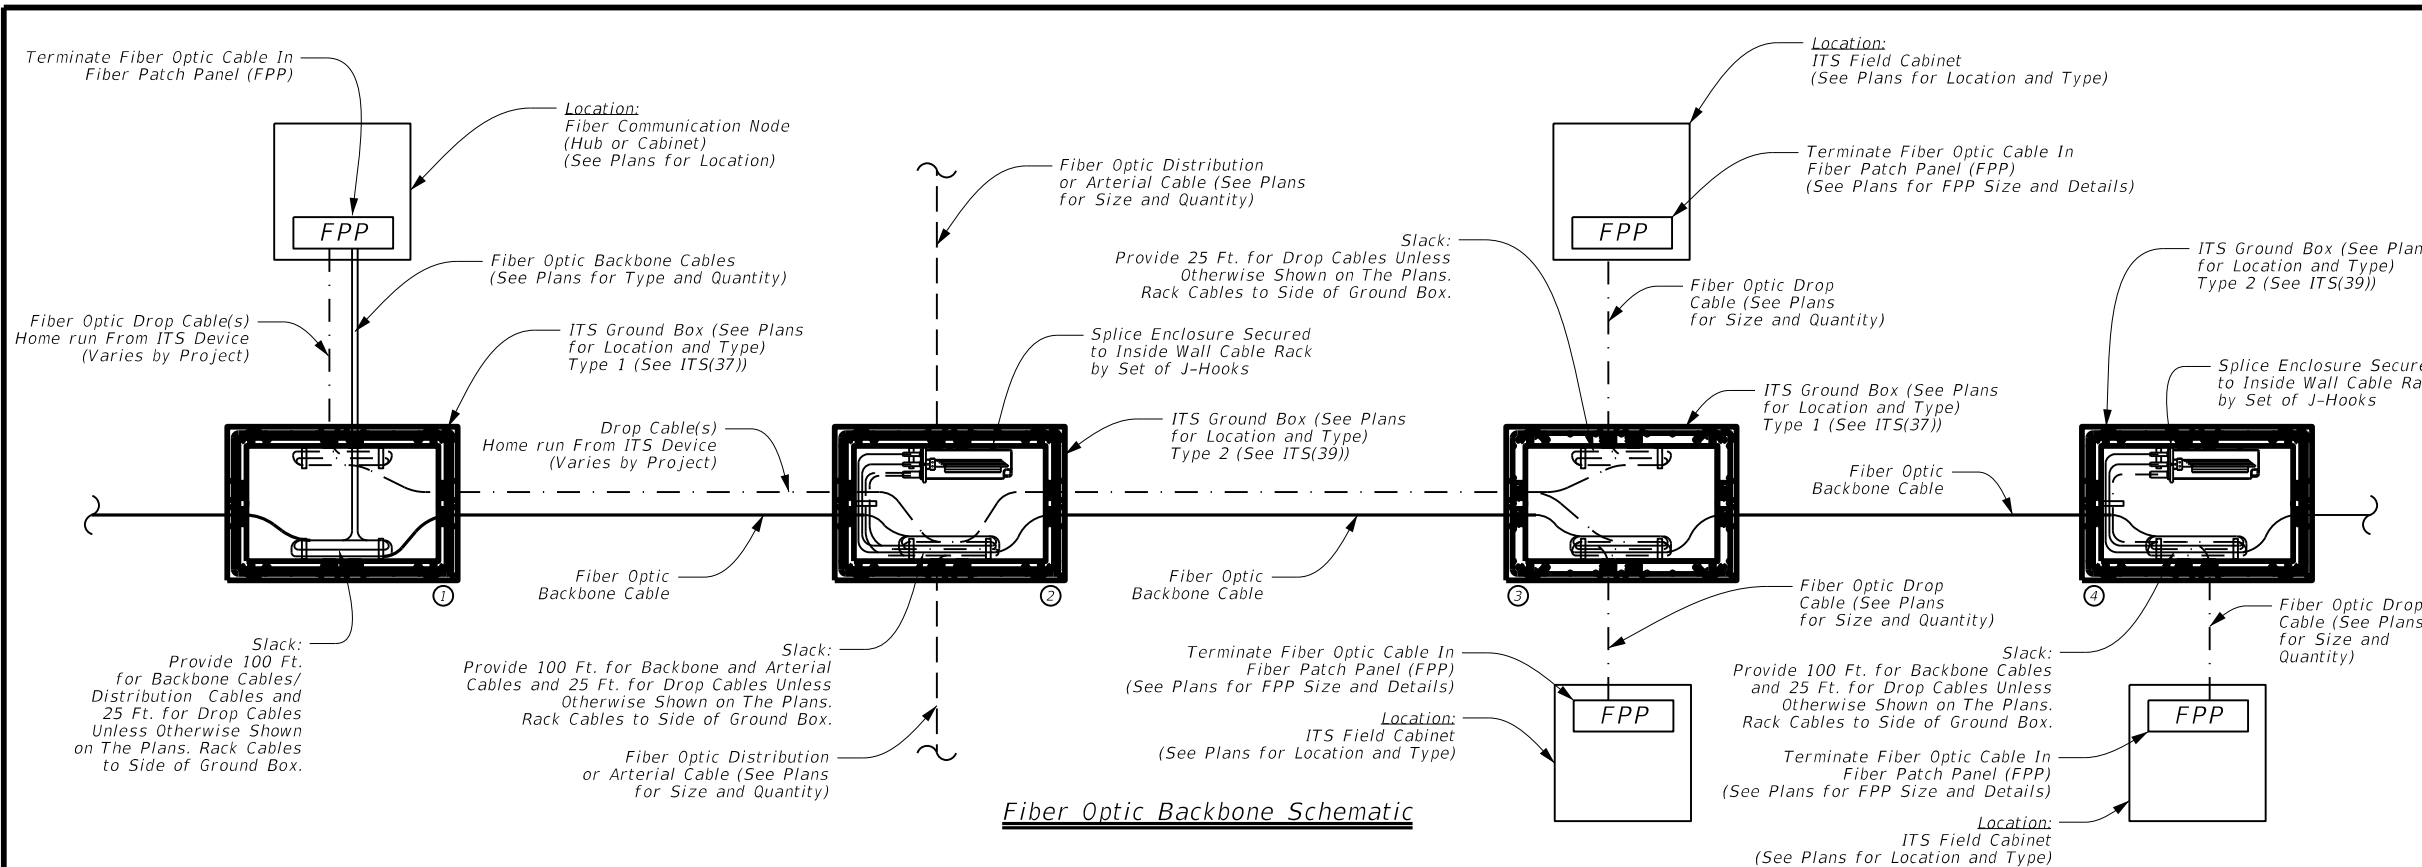 Terminate Fiber Optic Cable In
Fiber Patch Panel (FPP)
Location:
Fiber Communication Node
(Hub or Cabinet)
(See Plans for Location)
FPP
Fiber Optic Backbone Cables
(See Plans for Type and Quantity)
Fiber Optic Drop Cable(s)
Home run From ITS Device
(Varies by Project)
ITS Ground Box (See Plans
for Location and Type)
Type 1 (See ITS(37))
Drop Cable(s)
Home run From ITS Device
(Varies by Project)
1
Fiber Optic
Backbone Cable
Slack:
Provide 100 Ft.
for Backbone Cables/
Distribution Cables and
25 Ft. for Drop Cables
Unless Otherwise Shown
on The Plans. Rack Cables
to Side of Ground Box.
Fiber Optic Distribution
or Arterial Cable (See Plans
for Size and Quantity)
Splice Enclosure Secured
to Inside Wall Cable Rack
by Set of J-Hooks
ITS Ground Box (See Plans
for Location and Type)
Type 2 (See ITS(39))
2
Fiber Optic
Backbone Cable
Slack:
Provide 100 Ft. for Backbone and Arterial
Cables and 25 Ft. for Drop Cables Unless
Otherwise Shown on The Plans.
Rack Cables to Side of Ground Box.
Fiber Optic Distribution
or Arterial Cable (See Plans
for Size and Quantity)
Location:
ITS Field Cabinet
(See Plans for Location and Type)
Terminate Fiber Optic Cable In
Fiber Patch Panel (FPP)
(See Plans for FPP Size and Details)
FPP
Slack:
Provide 25 Ft. for Drop Cables Unless
Otherwise Shown on The Plans.
Rack Cables to Side of Ground Box.
Fiber Optic Drop
Cable (See Plans
for Size and Quantity)
ITS Ground Box (See Plans
for Location and Type)
Type 1 (See ITS(37))
Fiber Optic
Backbone Cable
3
Fiber Optic Drop
Cable (See Plans
for Size and Quantity)
Terminate Fiber Optic Cable In
Fiber Patch Panel (FPP)
(See Plans for FPP Size and Details)
FPP
Location:
ITS Field Cabinet
(See Plans for Location and Type)
ITS Ground Box (See
for Location and Type)
Type 2 (See ITS(39))
Splice Enclosure
to Inside Wall Cable
by Set of J-Hooks
4
Fiber Optic Drop
Cable (See Plans
for Size and
Quantity)
Slack:
Provide 100 Ft. for Backbone Cables
and 25 Ft. for Drop Cables Unless
Otherwise Shown on The Plans.
Rack Cables to Side of Ground Box.
FPP
Terminate Fiber Optic Cable In
Fiber Patch Panel (FPP)
(See Plans for FPP Size and Details)
Location:
ITS Field Cabinet
(See Plans for Location and Type)
Fiber Optic Backbone Schematic